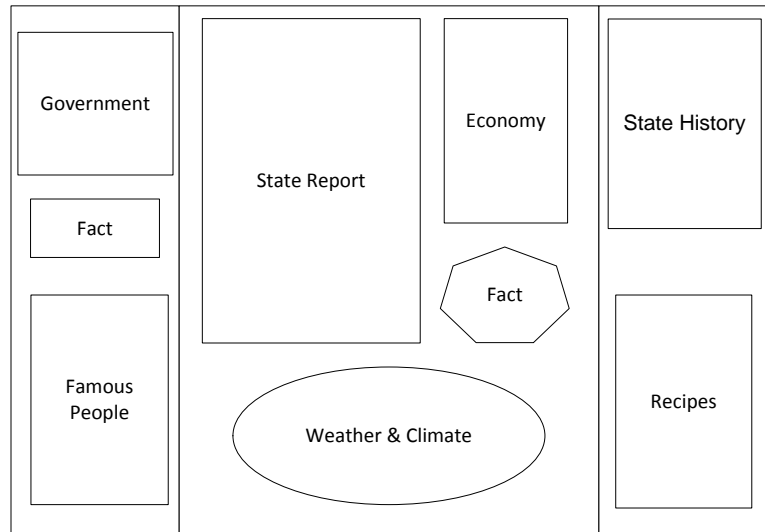 Government
Fact
Famous
People
State Report
Economy
Fact
Weather & Climate
State History
Recipes